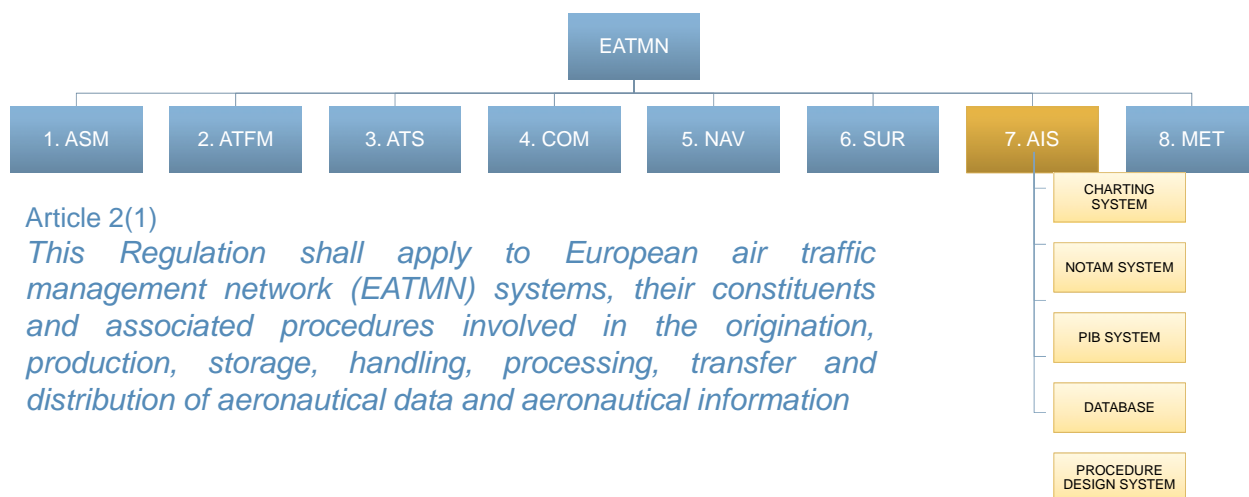 EATMN
1. ASM 2. ATFM 3. ATS 4. COM 5. NAV 6. SUR 7. AIS 8. MET
CHARTING
SYSTEM
NOTAM SYSTEM
PIB SYSTEM
DATABASE
PROCEDURE
DESIGN SYSTEM
Article 2(1)
This Regulation shall apply to European air traffic
management network (EATMN) systems, their constituents
and associated procedures involved in the origination,
production, storage, handling, processing, transfer and
distribution of aeronautical data and aeronautical information